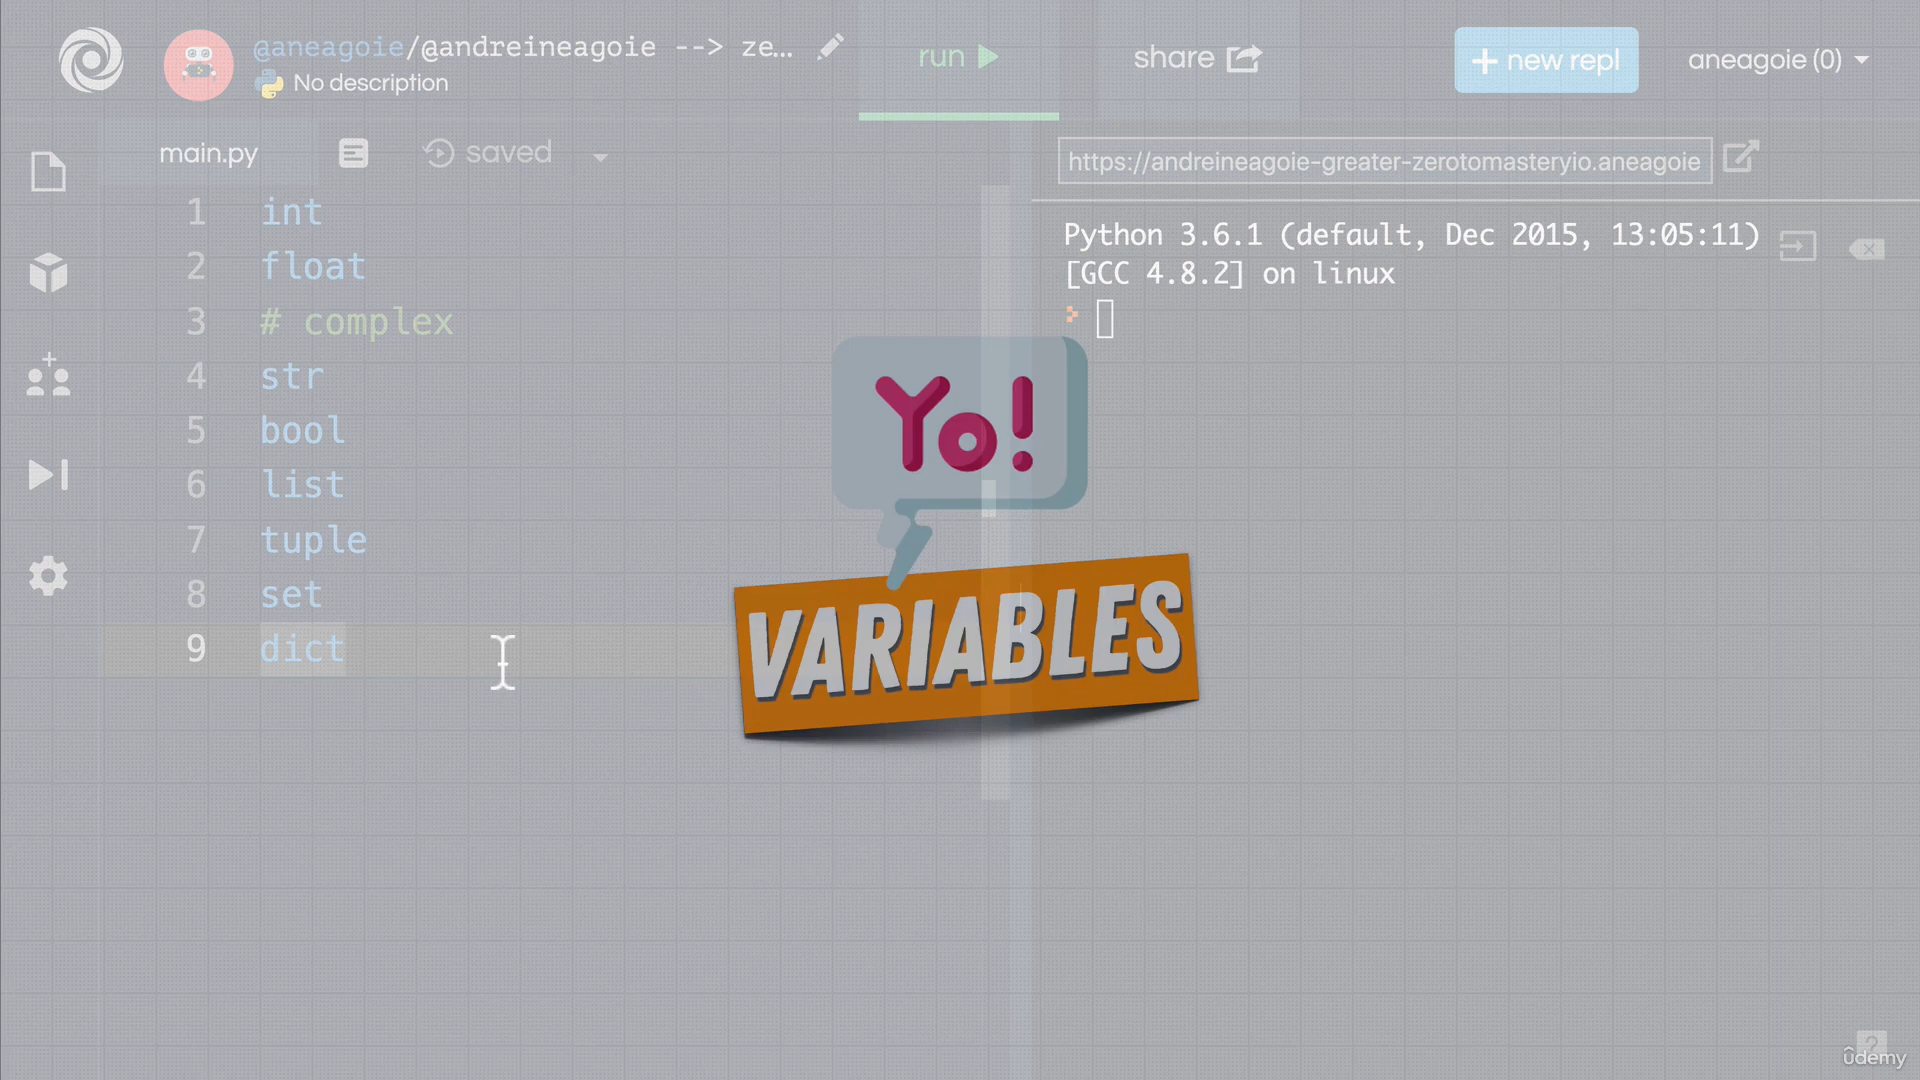 @aneagoie/@andreineagoie --> ze...
No description
run
share
+ new repl
aneagoie (0)
main.py
saved
https://andreineagoie-greater-zerotomasteryio.aneagoie
1 int
2 float
3 # complex
4 str
5 bool
6 list
7 tuple
8 set
9 dict
Python 3.6.1 (default, Dec 2015, 13:05:11)
[GCC 4.8.2] on linux
Yo!
VARIABLES
?
ûdemy